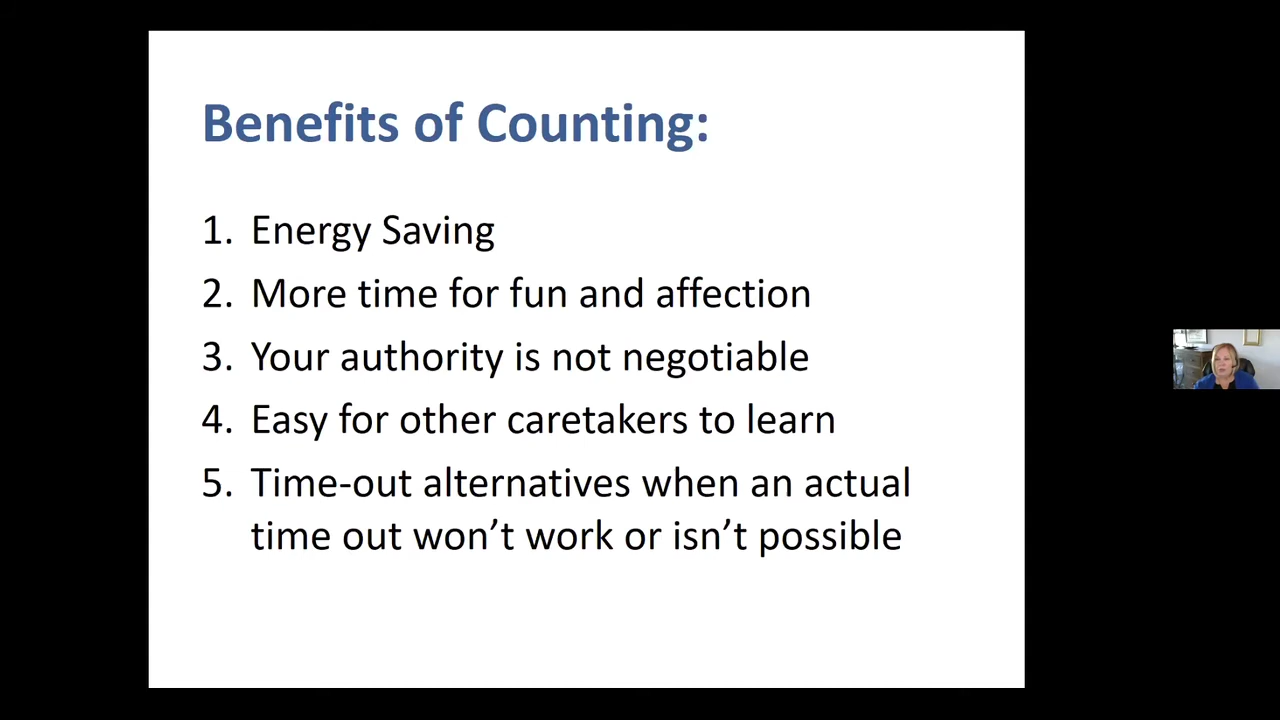 Benefits of Counting:
1. Energy Saving
2. More time for fun and affection
3. Your authority is not negotiable
4. Easy for other caretakers to learn
5. Time-out alternatives when an actual
time out won’t work or isn’t possible